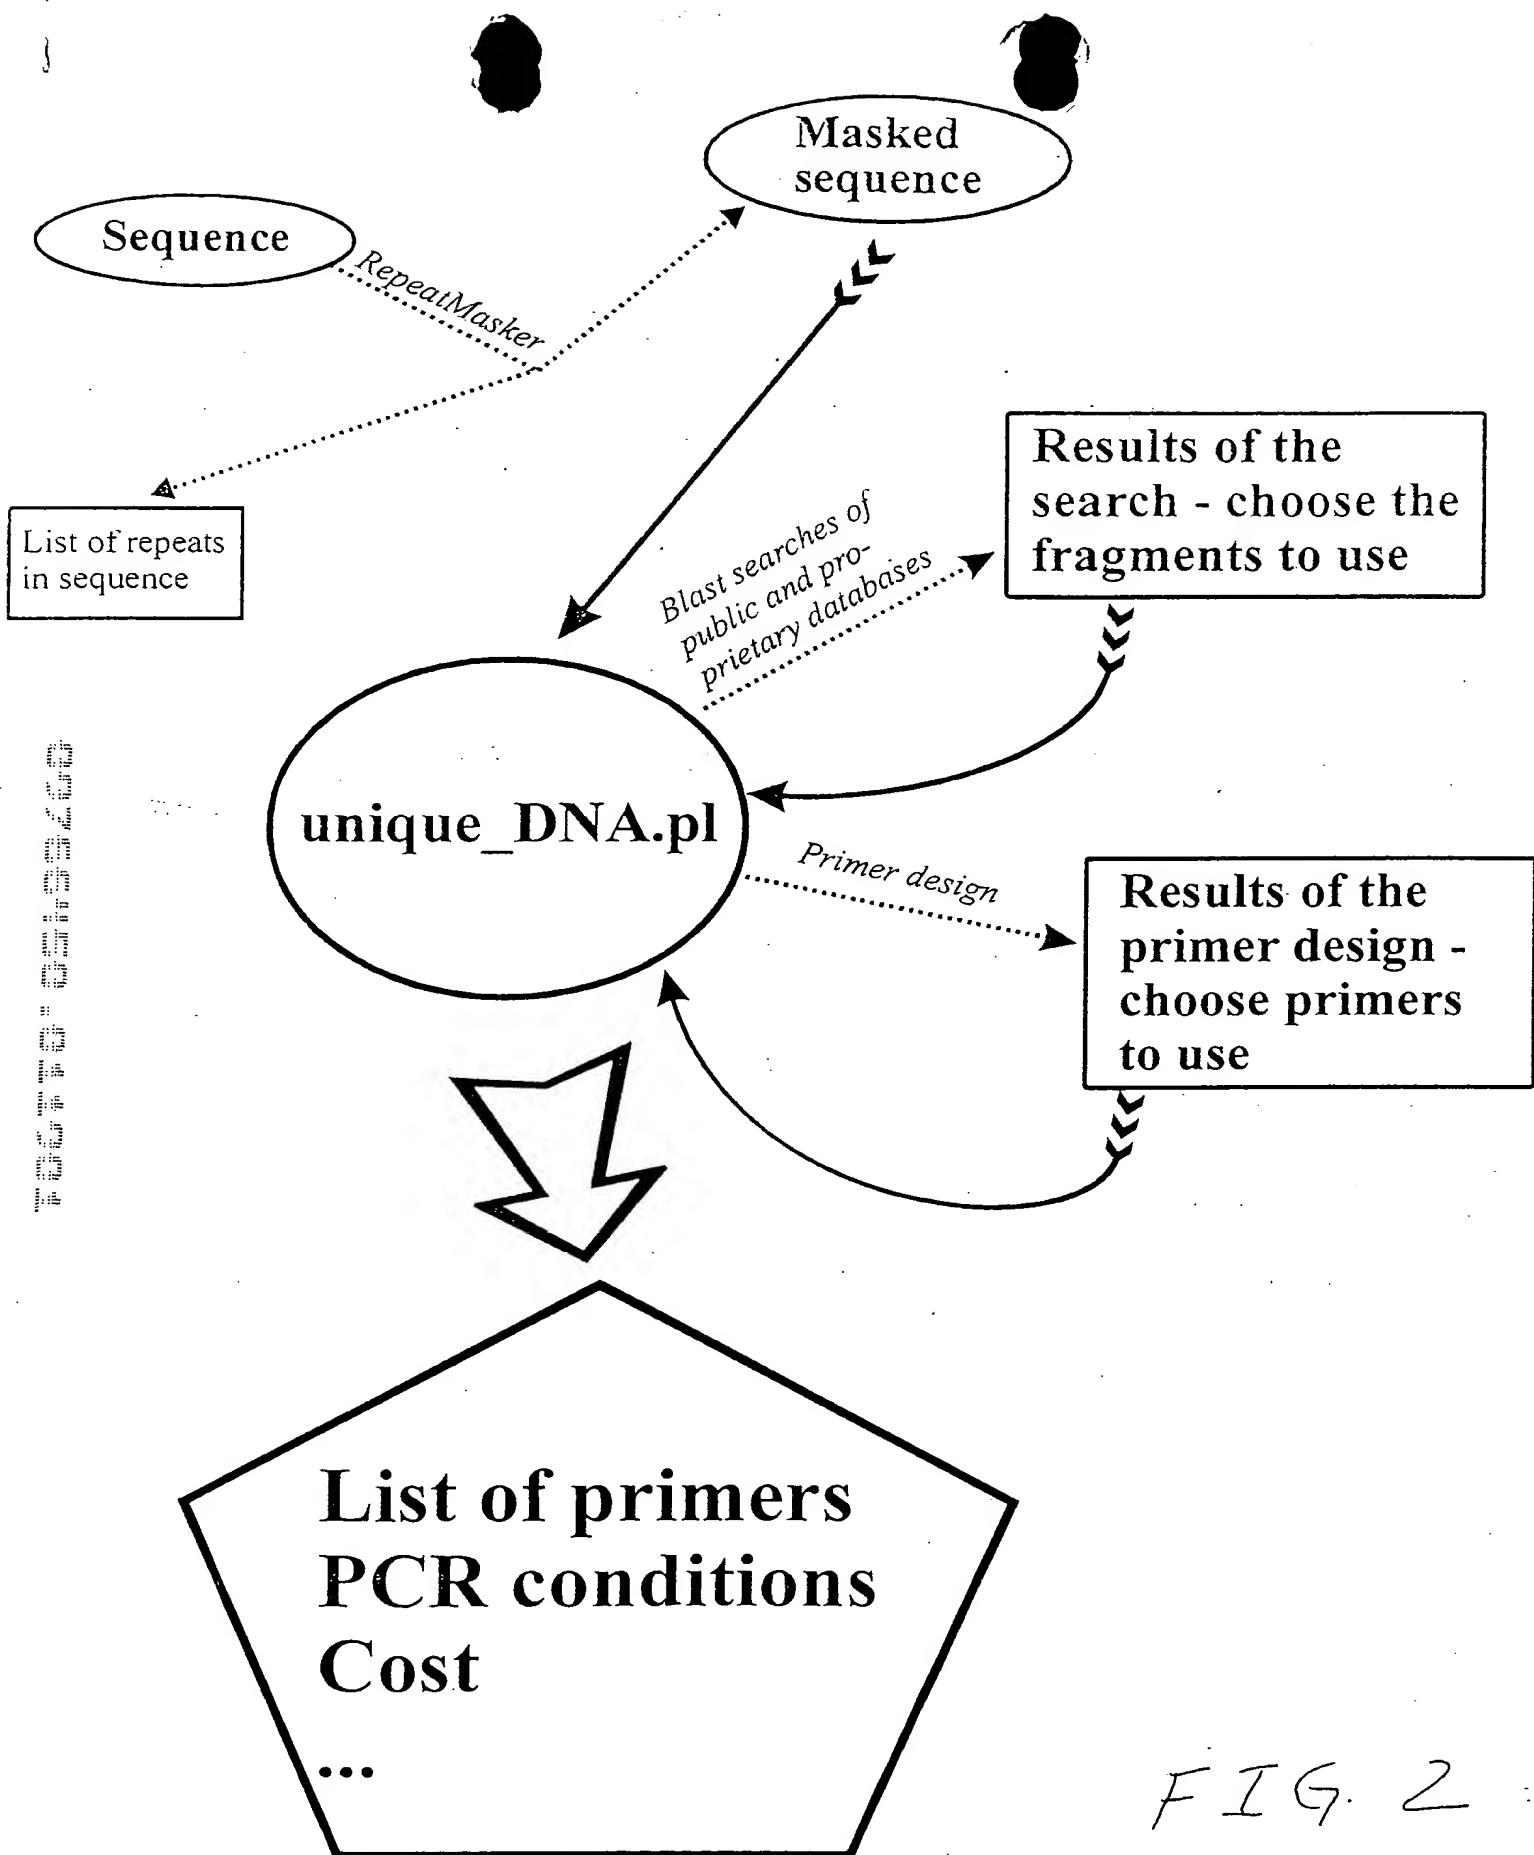 Masked
sequence
Sequence
RepeatMasker
Results of the
search - choose the
fragments to use
List of repeats
in sequence
Blast searches of
public and pro-
prietary databases
unique_DNA.pl
Primer design
Results of the
primer design -
choose primers
to use
List of primers
PCR conditions
Cost
...
FIG. 2